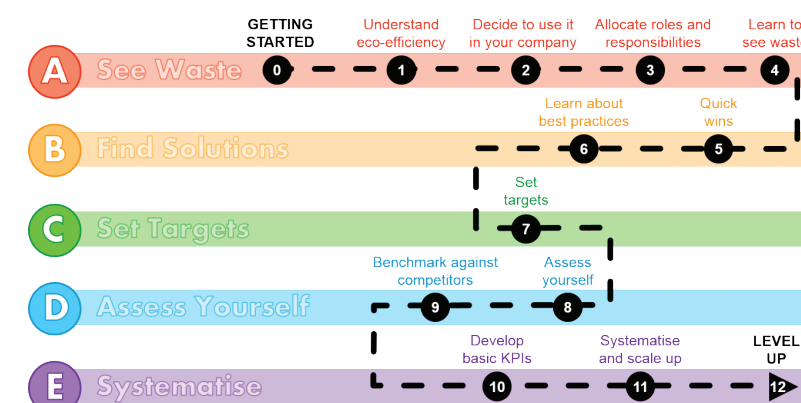 GETTING
STARTED
Understand
eco-efficiency
Decide to use it
in your company
Allocate roles and
responsibilities
Learn to
see
A See Waste 0 1 2 3 4
Learn about
best practices
Quick
wins
B Find Solutions 6 5
Set
targets
C Set Targets 7
Benchmark against
competitors
Assess
yourself
D Assess Yourself 9 8
Develop
basic KPIs
Systematise
and scale up
LEVEL
UP
E Systematise 10 11 12